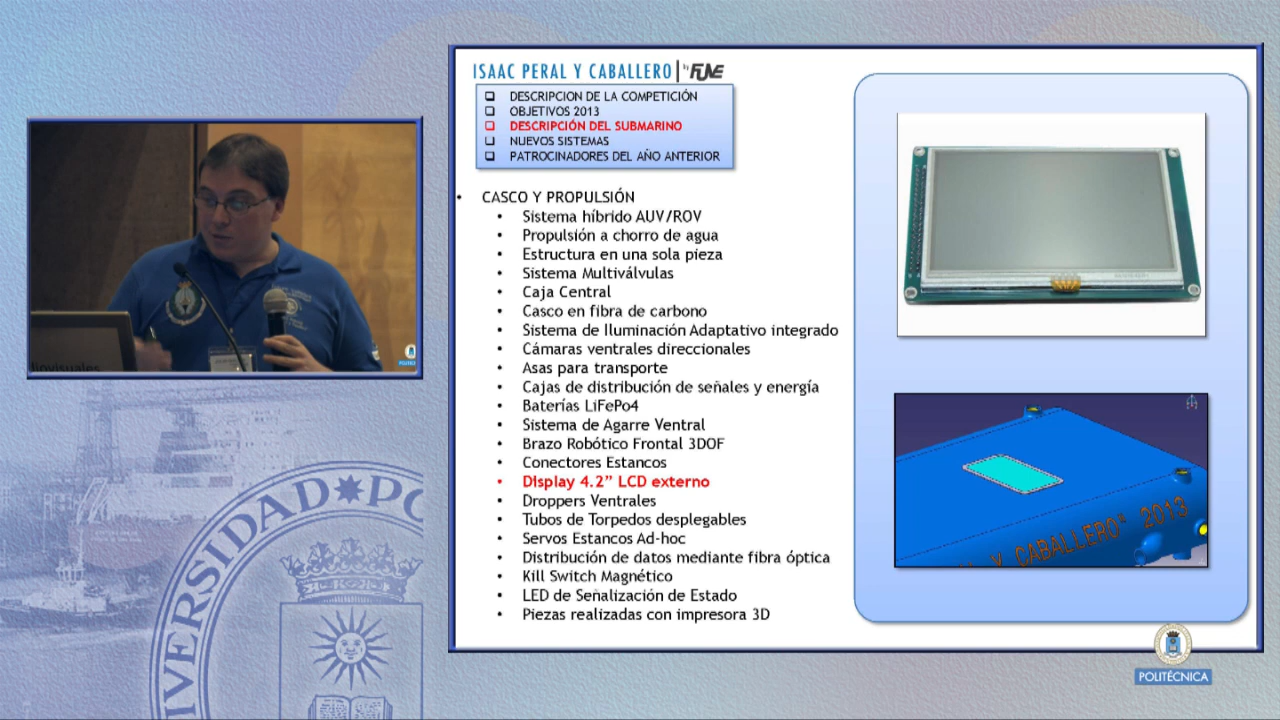 ISAAC PERAL Y CABALLERO by FUVE
DESCRIPCION DE LA COMPETICIÓN
OBJETIVOS 2013
DESCRIPCIÓN DEL SUBMARINO
NUEVOS SISTEMAS
PATROCINADORES DEL AÑO ANTERIOR
CASCO Y PROPULSIÓN
Sistema híbrido AUV/ROV
Propulsión a chorro de agua
Estructura en una sola pieza
Sistema Multiválvulas
Caja Central
Casco en fibra de carbono
Sistema de Iluminación Adaptativo integrado
Cámaras ventrales direccionales
Asas para transporte
Cajas de distribución de señales y energía
Baterías LiFePo4
Sistema de Agarre Ventral
Brazo Robótico Frontal 3DOF
Conectores Estancos
Display 4.2” LCD externo
Droppers Ventrales
Tubos de Torpedos desplegables
Servos Estancos Ad-hoc
Distribución de datos mediante fibra óptica
Kill Switch Magnético
LED de Señalización de Estado
Piezas realizadas con impresora 3D
Y CABALLERO" 2013
POLITÉCNICA
IVERSIDAD PO